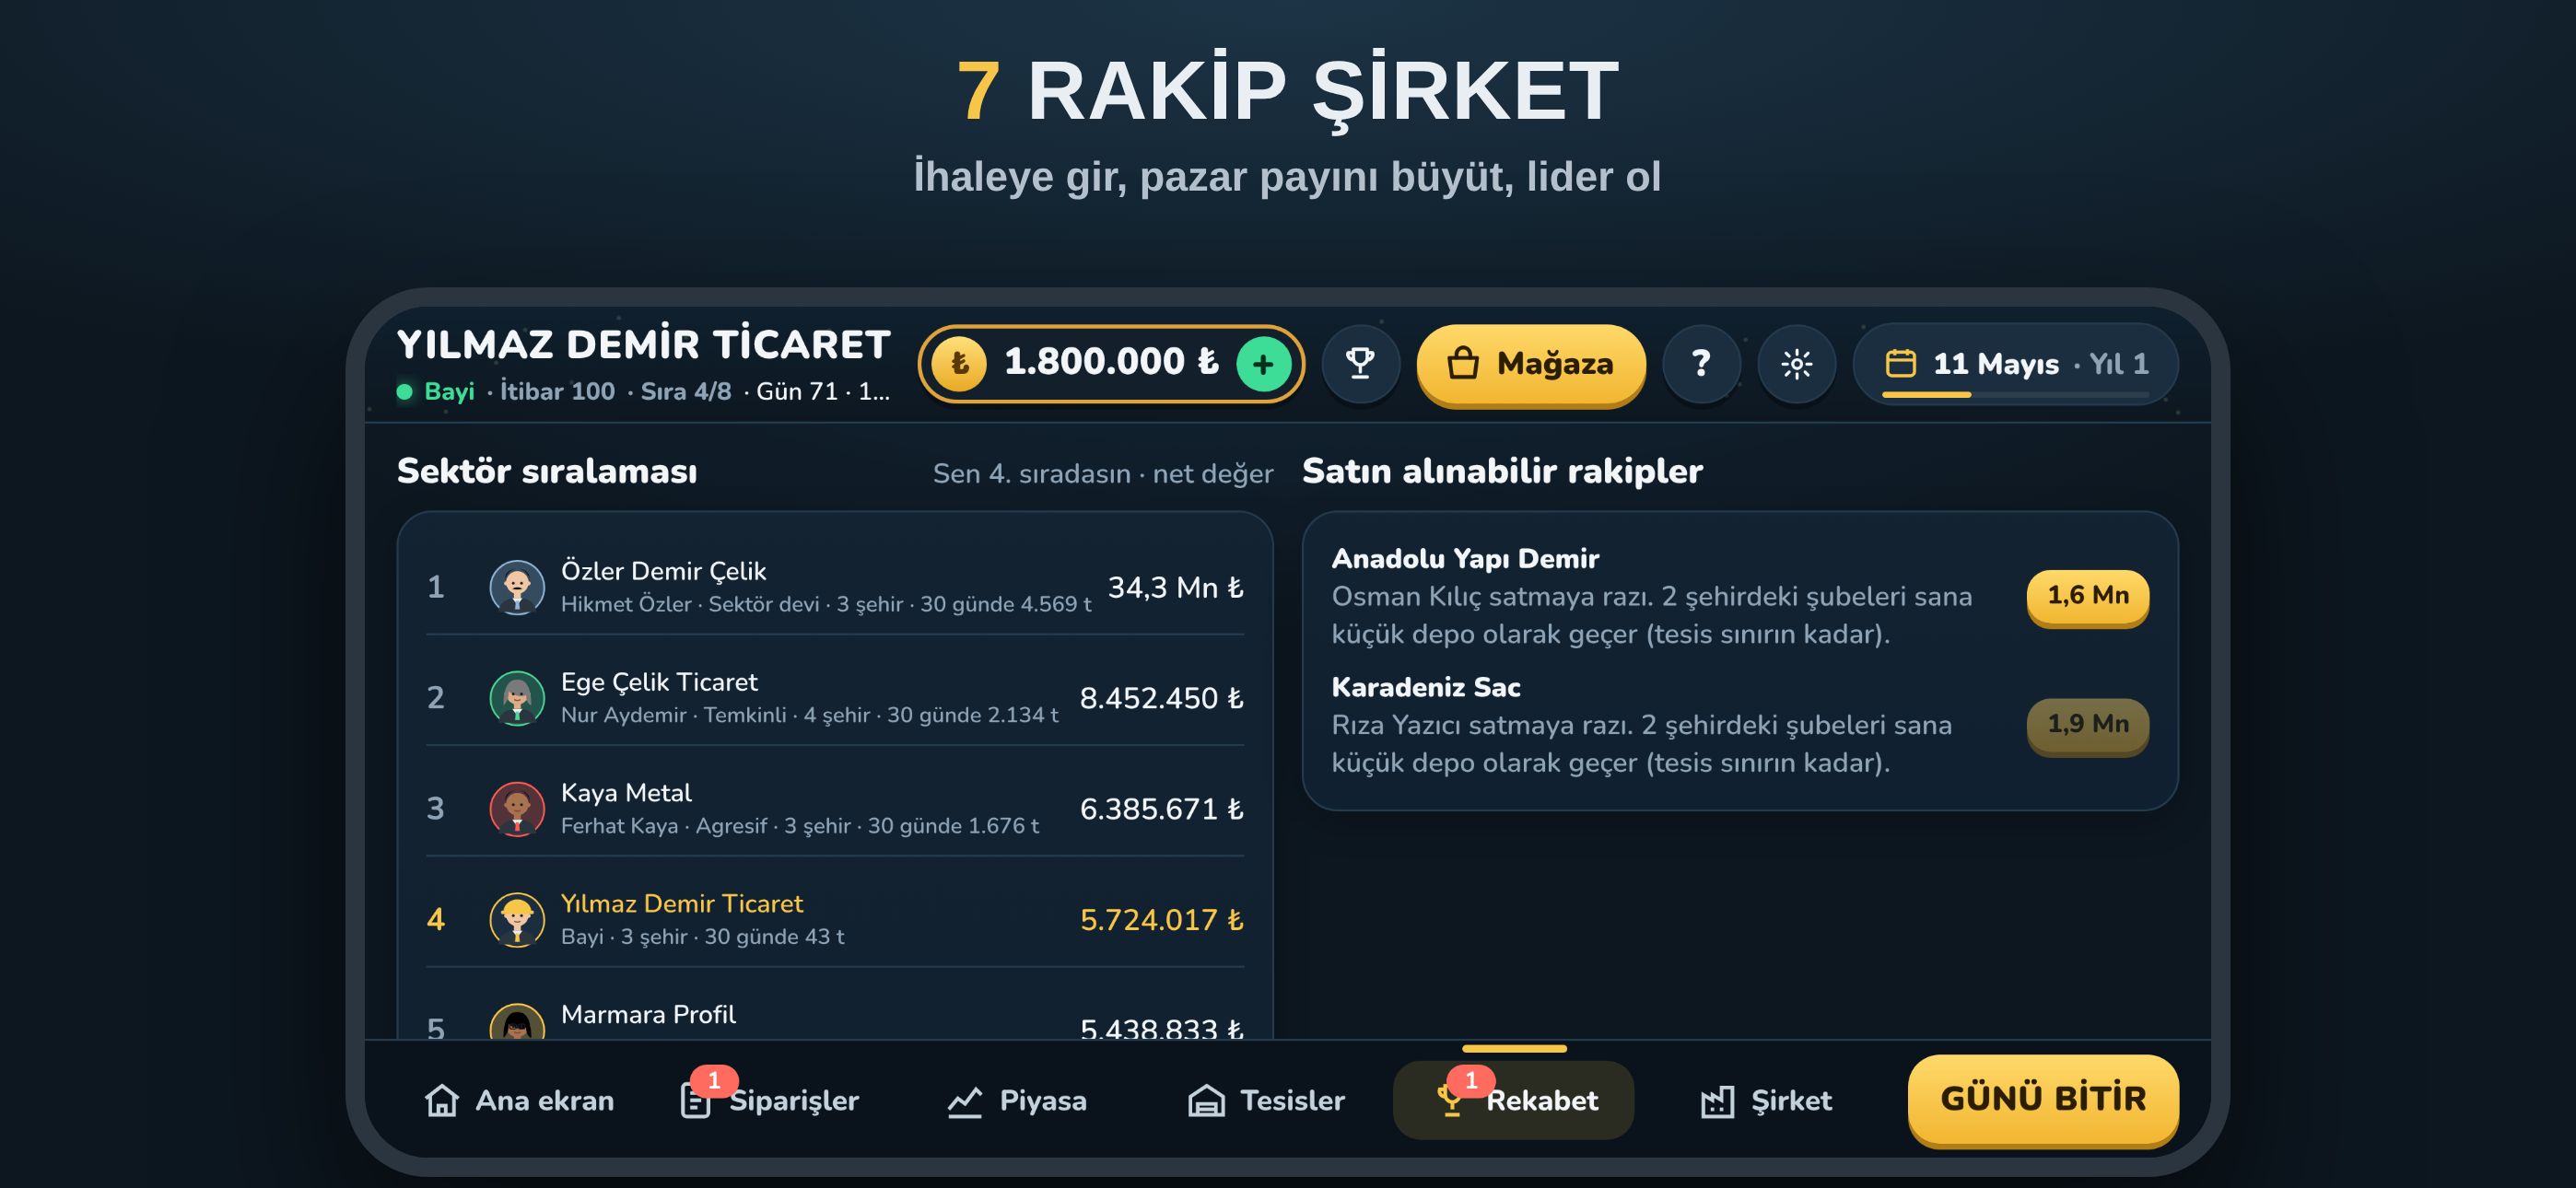 7 RAKİP ŞİRKET
İhaleye gir, pazar payını büyüt, lider ol
YILMAZ DEMİR TİCARET
Bayi · İtibar 100 · Sıra 4/8 · Gün 71 · 1...
₺ 1.800.000 ₺ +
Mağaza
?
11 Mayıs · Yıl 1
Sektör sıralaması
Sen 4. sıradasın · net değer
1
Özler Demir Çelik
Hikmet Özler · Sektör devi · 3 şehir · 30 günde 4.569 t
34,3 Mn ₺
2
Ege Çelik Ticaret
Nur Aydemir · Temkinli · 4 şehir · 30 günde 2.134 t
8.452.450 ₺
3
Kaya Metal
Ferhat Kaya · Agresif · 3 şehir · 30 günde 1.676 t
6.385.671 ₺
4
Yılmaz Demir Ticaret
Bayi · 3 şehir · 30 günde 43 t
5.724.017 ₺
5
Marmara Profil
5.438.833 ₺
Satın alınabilir rakipler
Anadolu Yapı Demir
Osman Kılıç satmaya razı. 2 şehirdeki şubeleri sana
küçük depo olarak geçer (tesis sınırın kadar).
1,6 Mn
Karadeniz Sac
Rıza Yazıcı satmaya razı. 2 şehirdeki şubeleri sana
küçük depo olarak geçer (tesis sınırın kadar).
1,9 Mn
Ana ekran
1
Siparişler
Piyasa
Tesisler
1
Rekabet
Şirket
GÜNÜ BİTİR